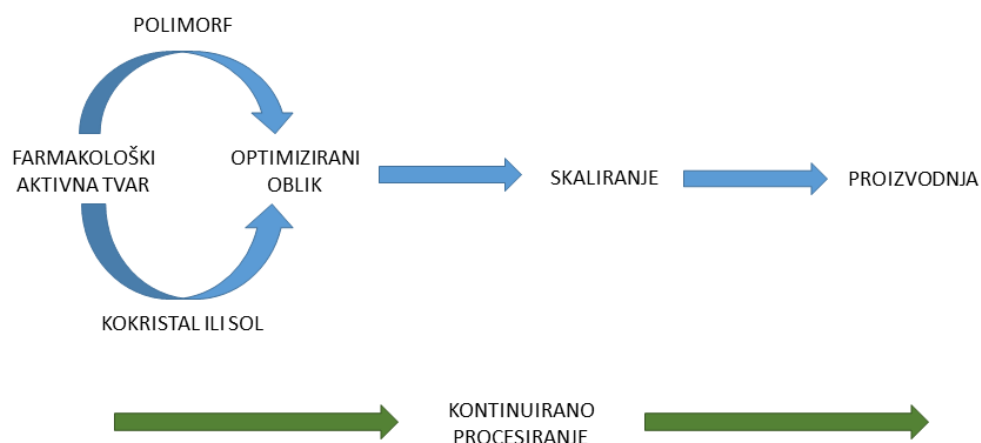 POLIMORF
FARMAKOLOŠKI
AKTIVNA TVAR
OPTIMIZIRANI
OBLIK
SKALIRANJE
PROIZVODNJA
KOKRISTAL ILI SOL
KONTINUIRANO
PROCESIRANJE